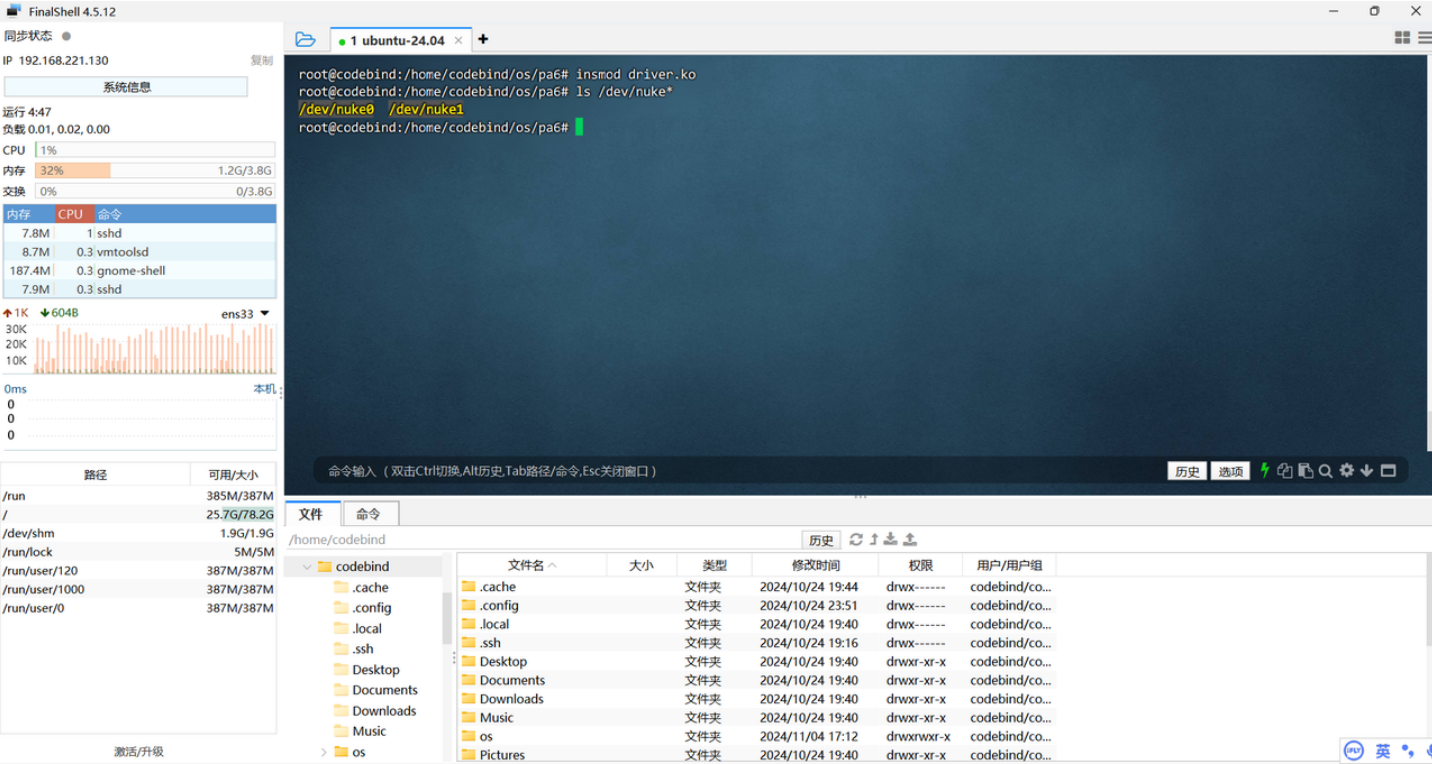 FinalShell 4.5.12
同步状态
IP 192.168.221.130 复制
系统信息
运行 4:47
负载 0.01, 0.02, 0.00
CPU 1%
内存 32% 1.2G/3.8G
交换 0% 0/3.8G
内存 CPU 命令
7.8M 1 sshd
8.7M 0.3 vmtoolsd
187.4M 0.3 gnome-shell
7.9M 0.3 sshd
1K 604B ens33
30K
20K
10K
0ms 本机
0
0
0
路径 可用/大小
/run 385M/387M
/ 25.7G/78.2G
/dev/shm 1.9G/1.9G
/run/lock 5M/5M
/run/user/120 387M/387M
/run/user/1000 387M/387M
/run/user/0 387M/387M
激活/升级
1 ubuntu-24.04
root@codebind:/home/codebind/os/pa6# insmod driver.ko
root@codebind:/home/codebind/os/pa6# ls /dev/nuke*
/dev/nuke0 /dev/nuke1
root@codebind:/home/codebind/os/pa6#
命令输入 (双击Ctrl切换,Alt历史,Tab路径/命令,Esc关闭窗口) 历史 选项
文件 命令
/home/codebind 历史
codebind
.cache
.config
.local
.ssh
Desktop
Documents
Downloads
Music
os
文件名 大小 类型 修改时间 权限 用户/用户组
.cache 文件夹 2024/10/24 19:44 drwx------ codebind/co...
.config 文件夹 2024/10/24 23:51 drwx------ codebind/co...
.local 文件夹 2024/10/24 19:40 drwx------ codebind/co...
.ssh 文件夹 2024/10/24 19:16 drwx------ codebind/co...
Desktop 文件夹 2024/10/24 19:40 drwxr-xr-x codebind/co...
Documents 文件夹 2024/10/24 19:40 drwxr-xr-x codebind/co...
Downloads 文件夹 2024/10/24 19:40 drwxr-xr-x codebind/co...
Music 文件夹 2024/10/24 19:40 drwxr-xr-x codebind/co...
os 文件夹 2024/11/04 17:12 drwxrwxr-x codebind/co...
Pictures 文件夹 2024/10/24 19:40 drwxr-xr-x codebind/co...
iFLY 英